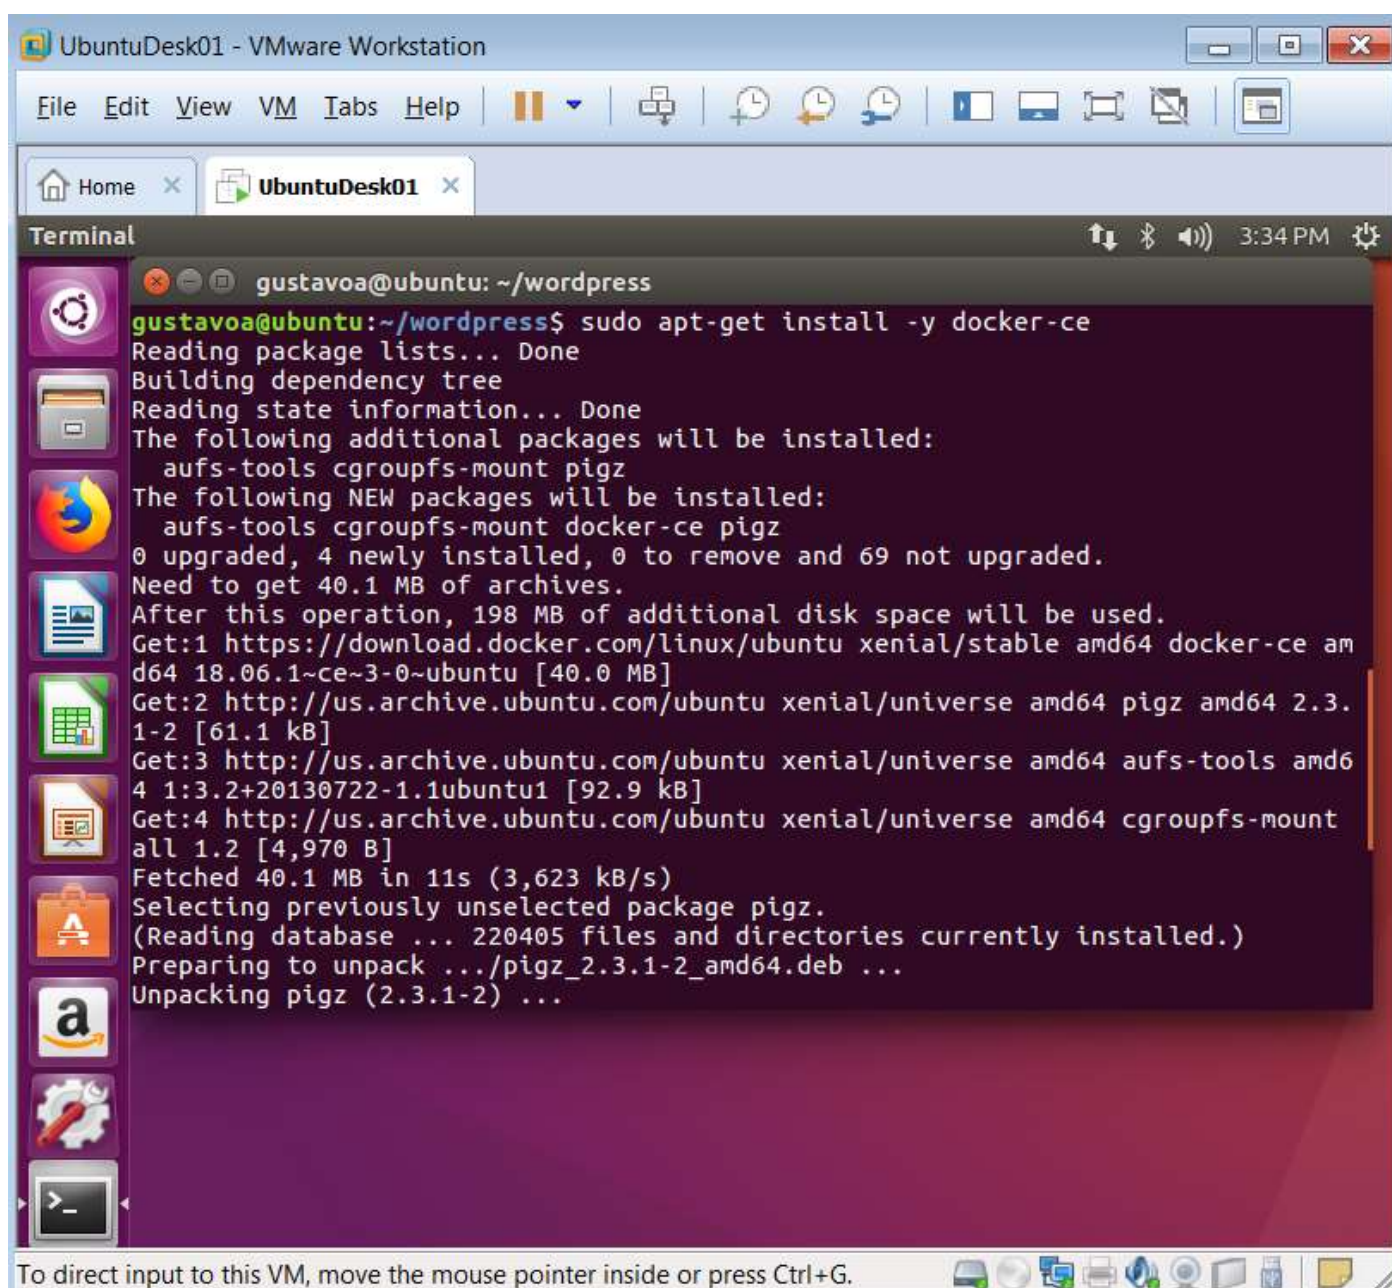 UbuntuDesk01 - VMware Workstation
File Edit View VM Tabs Help
Home UbuntuDesk01
Terminal 3:34 PM
gustavoa@ubuntu: ~/wordpress
gustavoa@ubuntu:~/wordpress$ sudo apt-get install -y docker-ce
Reading package lists... Done
Building dependency tree
Reading state information... Done
The following additional packages will be installed:
  aufs-tools cgroupfs-mount pigz
The following NEW packages will be installed:
  aufs-tools cgroupfs-mount docker-ce pigz
0 upgraded, 4 newly installed, 0 to remove and 69 not upgraded.
Need to get 40.1 MB of archives.
After this operation, 198 MB of additional disk space will be used.
Get:1 https://download.docker.com/linux/ubuntu xenial/stable amd64 docker-ce am
d64 18.06.1~ce~3-0~ubuntu [40.0 MB]
Get:2 http://us.archive.ubuntu.com/ubuntu xenial/universe amd64 pigz amd64 2.3.
1-2 [61.1 kB]
Get:3 http://us.archive.ubuntu.com/ubuntu xenial/universe amd64 aufs-tools amd6
4 1:3.2+20130722-1.1ubuntu1 [92.9 kB]
Get:4 http://us.archive.ubuntu.com/ubuntu xenial/universe amd64 cgroupfs-mount
all 1.2 [4,970 B]
Fetched 40.1 MB in 11s (3,623 kB/s)
Selecting previously unselected package pigz.
(Reading database ... 220405 files and directories currently installed.)
Preparing to unpack .../pigz_2.3.1-2_amd64.deb ...
Unpacking pigz (2.3.1-2) ...
To direct input to this VM, move the mouse pointer inside or press Ctrl+G.